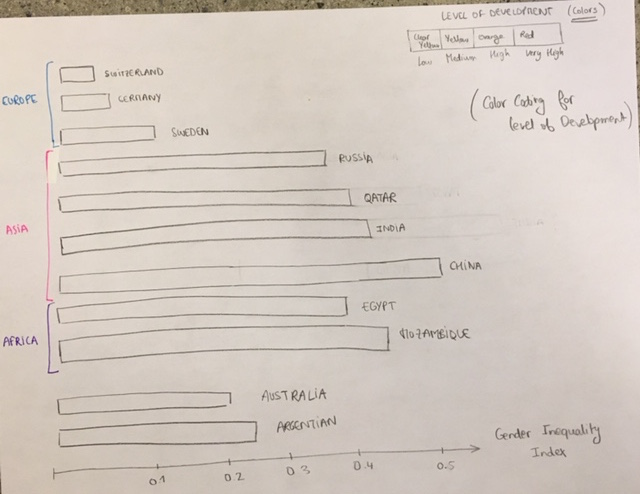 LEVEL OF DEVELOPMENT (Colors)
Clear Yellow Yellow Orange Red
Low Medium High Very High
(Color Coding for
level of Development)
EUROPE
SWITZERLAND
GERMANY
SWEDEN
ASIA
RUSSIA
QATAR
INDIA
CHINA
AFRICA
EGYPT
MOZAMBIQUE
AUSTRALIA
ARGENTIAN
0.1 0.2 0.3 0.4 0.5
Gender Inequality
Index